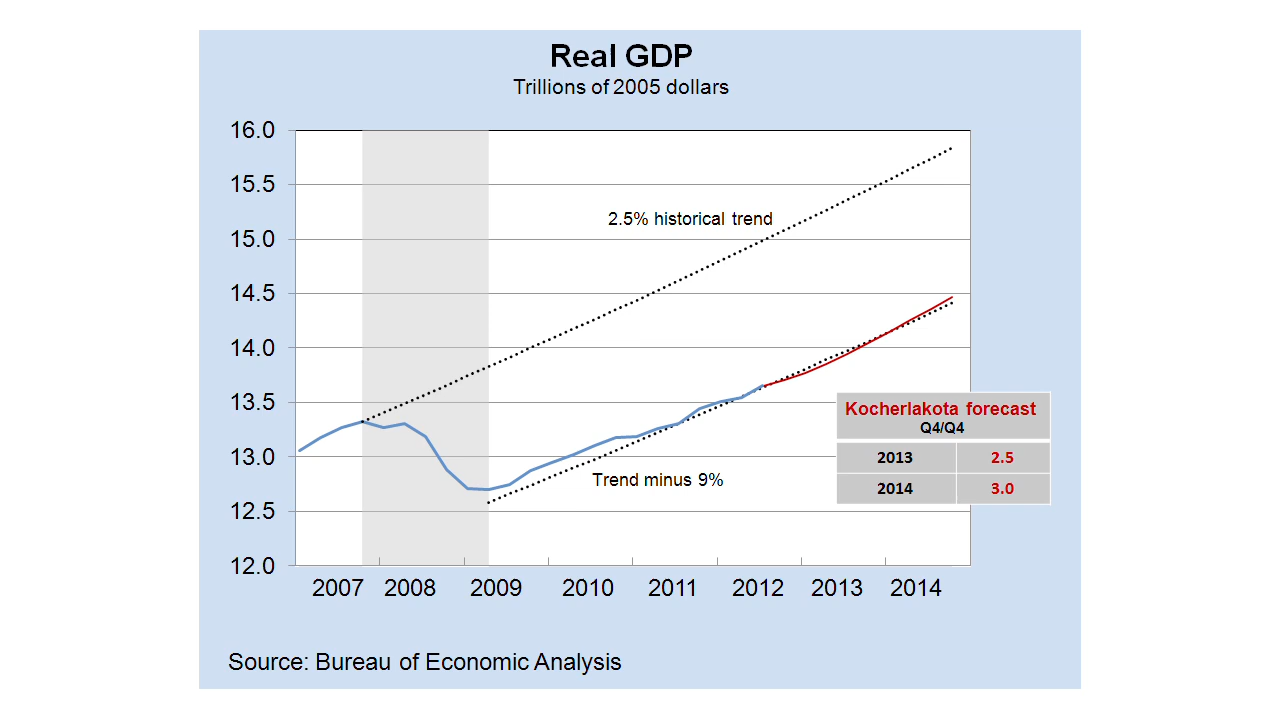 Real GDP
Trillions of 2005 dollars
16.0
15.5
15.0
14.5
14.0
13.5
13.0
12.5
12.0
2.5% historical trend
Trend minus 9%
Kocherlakota forecast
Q4/Q4
2013 2.5
2014 3.0
2007 2008 2009 2010 2011 2012 2013 2014
Source: Bureau of Economic Analysis